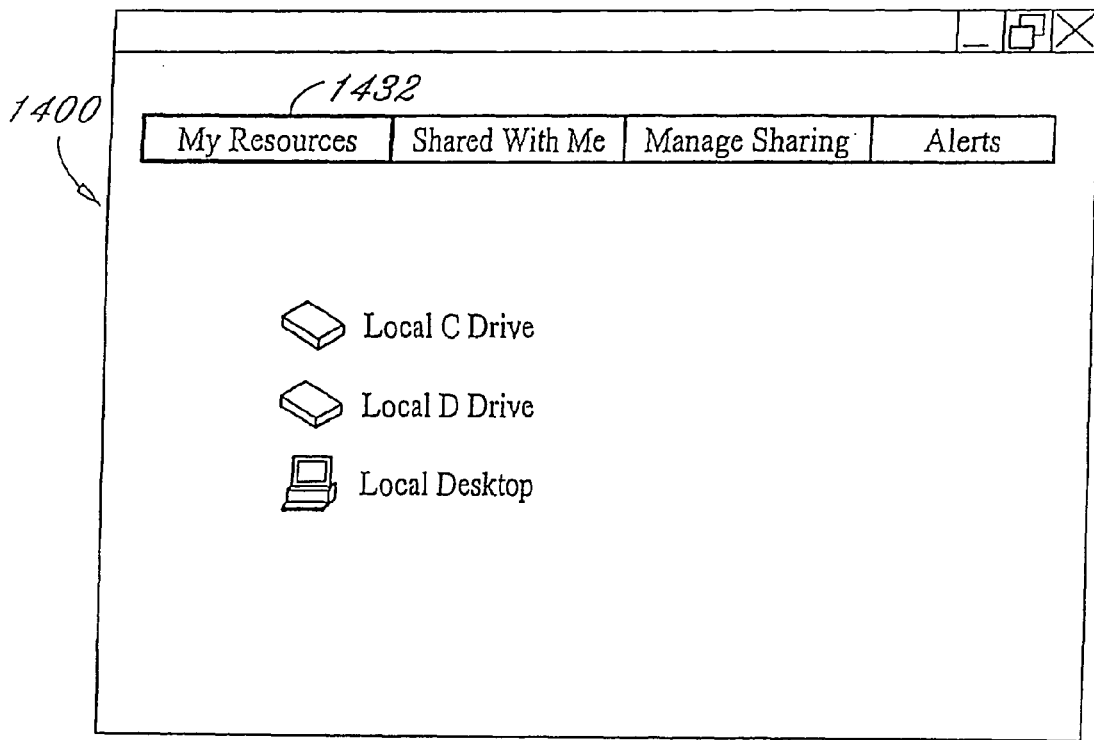 1400
1432
My Resources Shared With Me Manage Sharing Alerts
Local C Drive
Local D Drive
Local Desktop